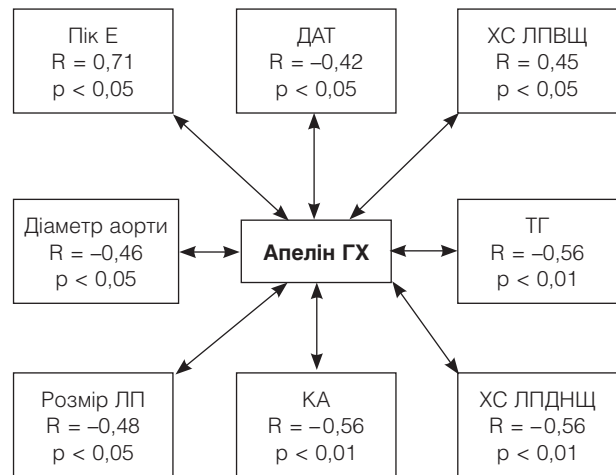 Пік Е
R = 0,71
p < 0,05
ДАТ
R = –0,42
p < 0,05
ХС ЛПВЩ
R = 0,45
p < 0,05
Діаметр аорти
R = –0,46
p < 0,05
Апелін ГХ
ТГ
R = –0,56
p < 0,01
Розмір ЛП
R = –0,48
p < 0,05
КА
R = –0,56
p < 0,01
ХС ЛПДНЩ
R = –0,56
p < 0,01